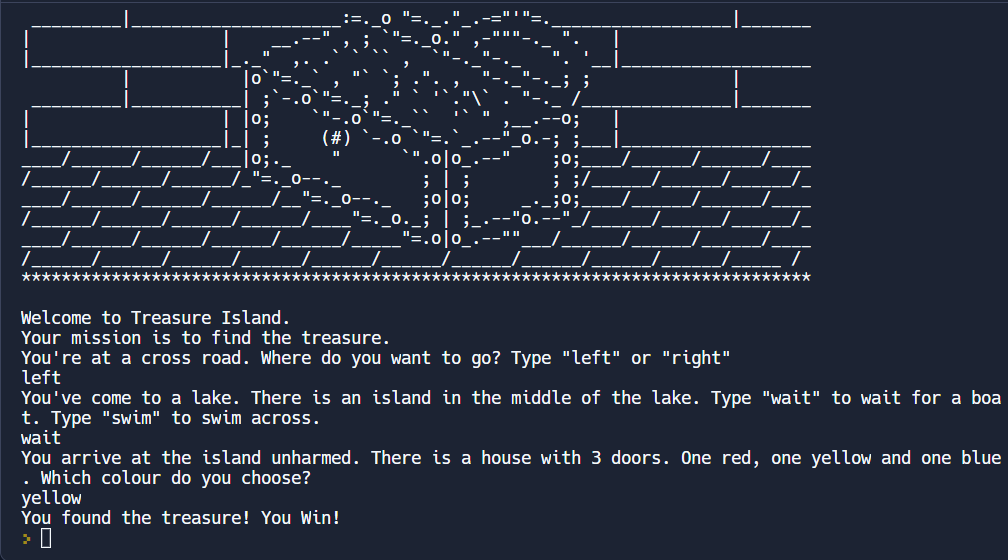 Welcome to Treasure Island.
Your mission is to find the treasure.
You're at a cross road. Where do you want to go? Type "left" or "right"
left
You've come to a lake. There is an island in the middle of the lake. Type "wait" to wait for a boa
t. Type "swim" to swim across.
wait
You arrive at the island unharmed. There is a house with 3 doors. One red, one yellow and one blue
. Which colour do you choose?
yellow
You found the treasure! You Win!